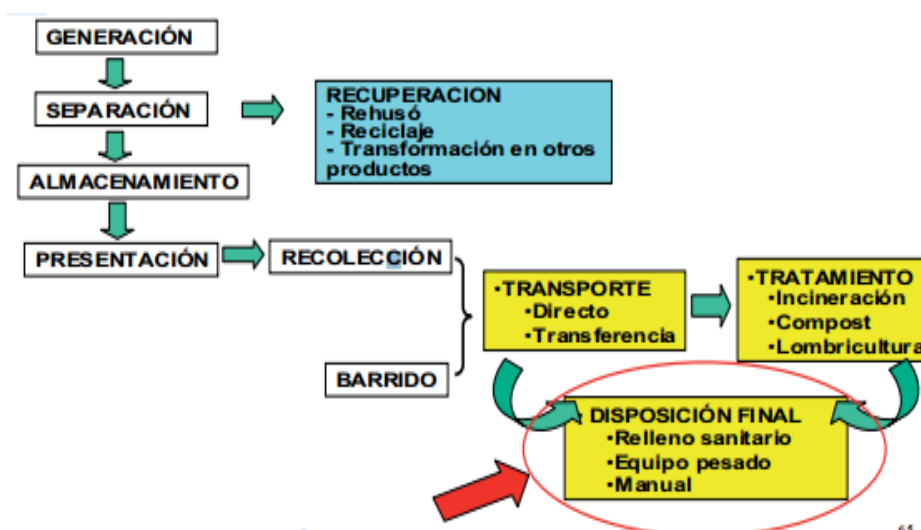 GENERACIÓN
SEPARACIÓN
RECUPERACION
- Rehusó
- Reciclaje
- Transformación en otros
productos
ALMACENAMIENTO
PRESENTACIÓN
RECOLECCIÓN
BARRIDO
•TRANSPORTE
•Directo
•Transferencia
•TRATAMIENTO
•Incineración
•Compost
•Lombricultura
DISPOSICIÓN FINAL
•Relleno sanitario
•Equipo pesado
•Manual